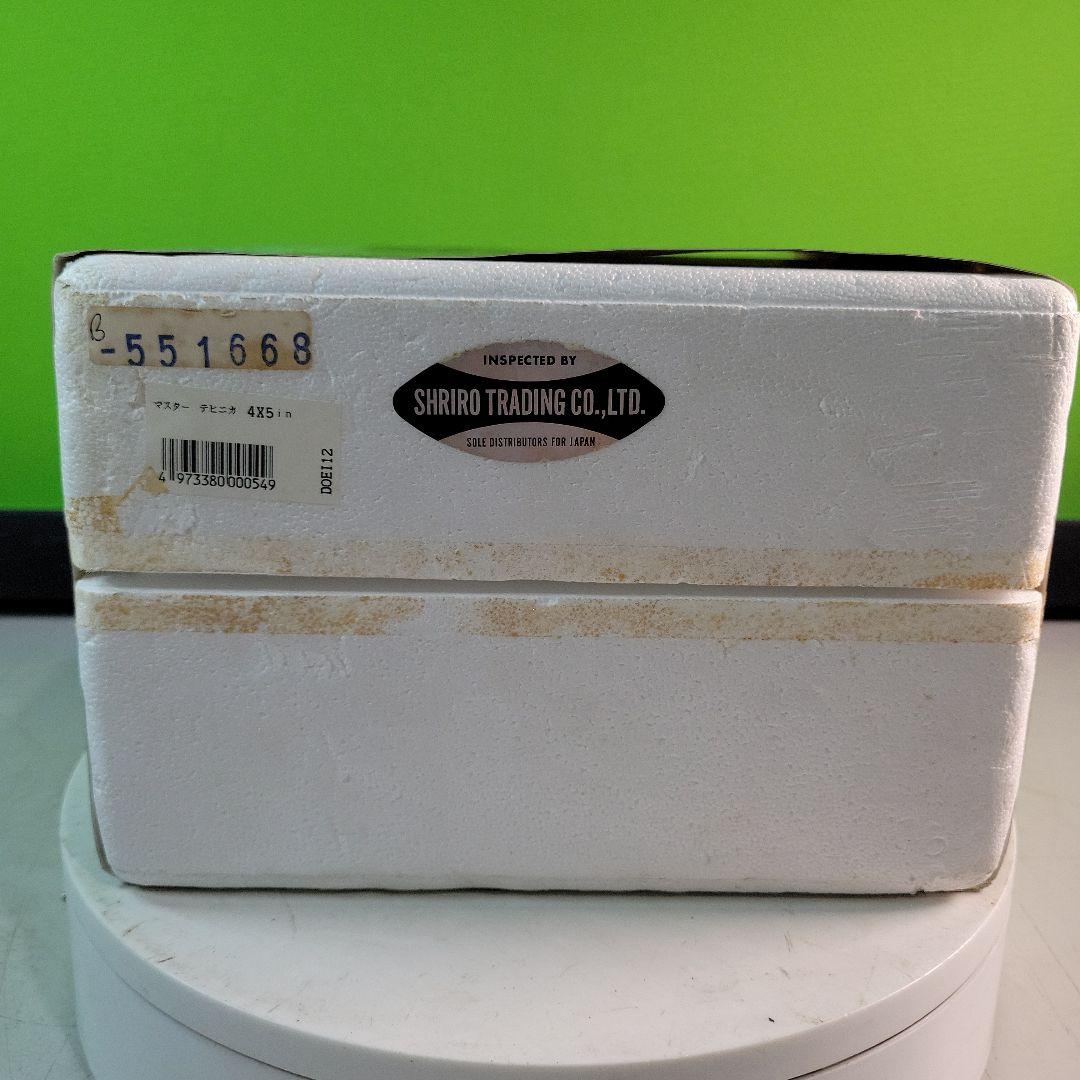 B
-551668
マスター テヒニカ 4X5in
4 973380 000549
DOEI12
INSPECTED BY
SHRIRO TRADING CO.,LTD.
SOLE DISTRIBUTORS FOR JAPAN